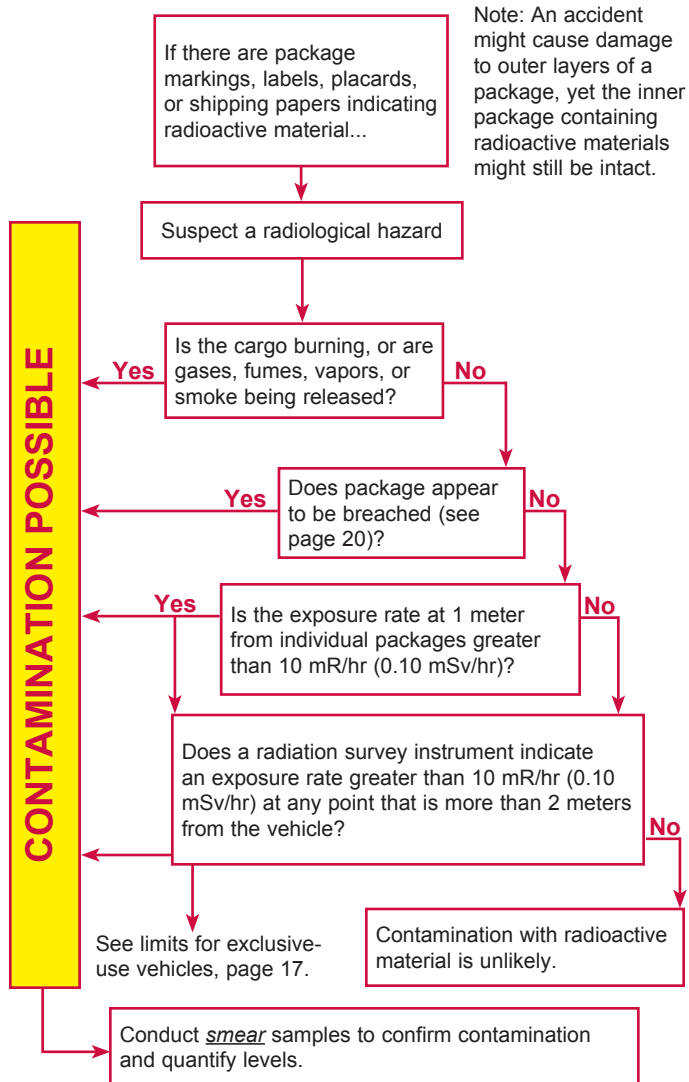 If there are package
markings, labels, placards,
or shipping papers indicating
radioactive material...
Note: An accident
might cause damage
to outer layers of a
package, yet the inner
package containing
radioactive materials
might still be intact.
Suspect a radiological hazard
CONTAMINATION POSSIBLE
Is the cargo burning, or are
gases, fumes, vapors, or
smoke being released?
Yes
No
Does package appear
to be breached (see
page 20)?
Yes
No
Is the exposure rate at 1 meter
from individual packages greater
than 10 mR/hr (0.10 mSv/hr)?
Yes
No
Does a radiation survey instrument indicate
an exposure rate greater than 10 mR/hr (0.10
mSv/hr) at any point that is more than 2 meters
from the vehicle?
No
See limits for exclusive-
use vehicles, page 17.
Contamination with radioactive
material is unlikely.
Conduct smear samples to confirm contamination
and quantify levels.